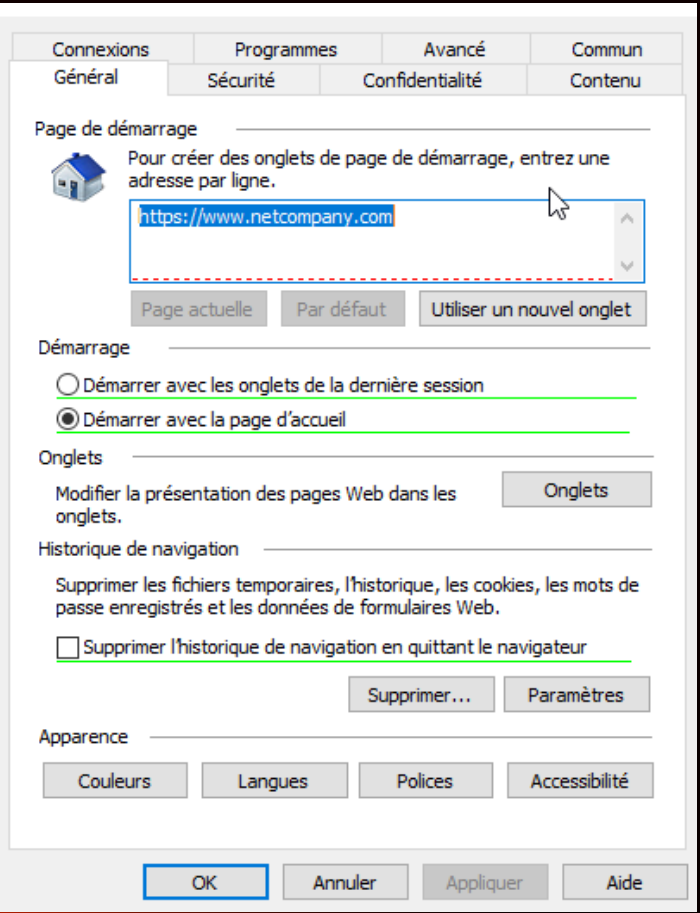 Connexions Programmes Avancé Commun
Général Sécurité Confidentialité Contenu
Page de démarrage
Pour créer des onglets de page de démarrage, entrez une
adresse par ligne.
https://www.netcompany.com
Page actuelle Par défaut Utiliser un nouvel onglet
Démarrage
Démarrer avec les onglets de la dernière session
Démarrer avec la page d'accueil
Onglets
Modifier la présentation des pages Web dans les
onglets.
Onglets
Historique de navigation
Supprimer les fichiers temporaires, l'historique, les cookies, les mots de
passe enregistrés et les données de formulaires Web.
Supprimer l'historique de navigation en quittant le navigateur
Supprimer... Paramètres
Apparence
Couleurs Langues Polices Accessibilité
OK Annuler Appliquer Aide